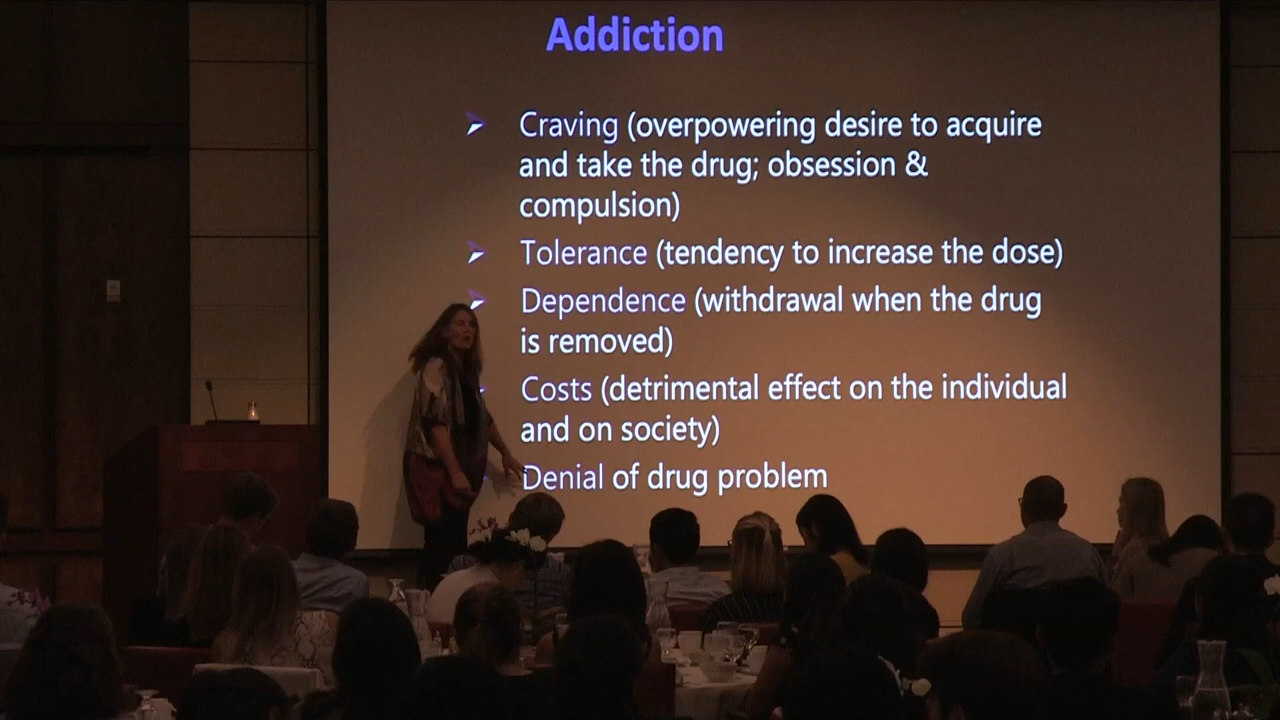 Addiction
Craving (overpowering desire to acquire
and take the drug; obsession &
compulsion)
Tolerance (tendency to increase the dose)
Dependence (withdrawal when the drug
is removed)
Costs (detrimental effect on the individual
and on society)
Denial of drug problem